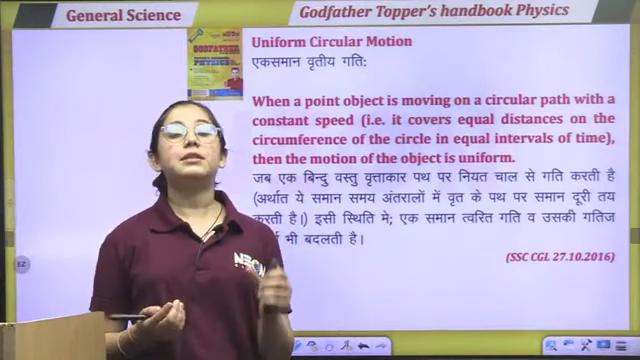 General Science
Godfather Topper's handbook Physics
GODFATHER
PHYSICS
Uniform Circular Motion
एकसमान वृतीय गति:
When a point object is moving on a circular path with a
constant speed (i.e. it covers equal distances on the
circumference of the circle in equal intervals of time),
then the motion of the object is uniform.
जब एक बिन्दु वस्तु वृत्ताकार पथ पर नियत चाल से गति करती है
(अर्थात ये समान समय अंतरालों में वृत के पथ पर समान दूरी तय
करती है।) इसी स्थिति मे; एक समान त्वरित गति व उसकी गतिज
भी बदलती है।
(SSC CGL 27.10.2016)
EZ